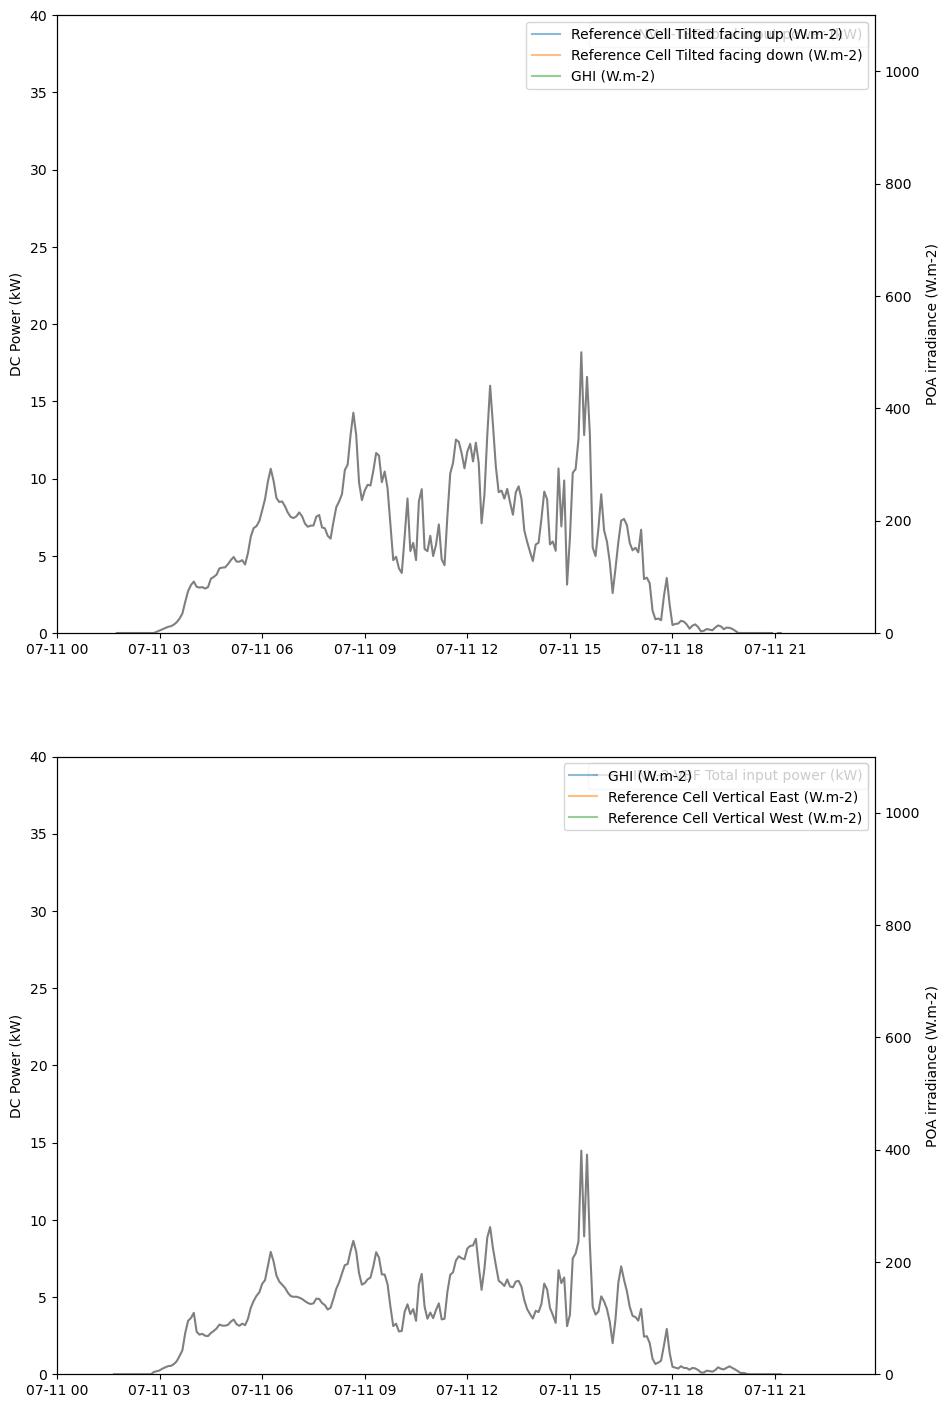 40
35
30
25
20
15
10
5
0
DC Power (kW)
Reference Cell Tilted facing up (W.m-2)
Reference Cell Tilted facing down (W.m-2)
GHI (W.m-2)
1000
800
600
400
200
0
POA irradiance (W.m-2)
07-11 00 07-11 03 07-11 06 07-11 09 07-11 12 07-11 15 07-11 18 07-11 21
40
35
30
25
20
15
10
5
0
DC Power (kW)
Total input power (kW)
GHI (W.m-2)
Reference Cell Vertical East (W.m-2)
Reference Cell Vertical West (W.m-2)
1000
800
600
400
200
0
POA irradiance (W.m-2)
07-11 00 07-11 03 07-11 06 07-11 09 07-11 12 07-11 15 07-11 18 07-11 21